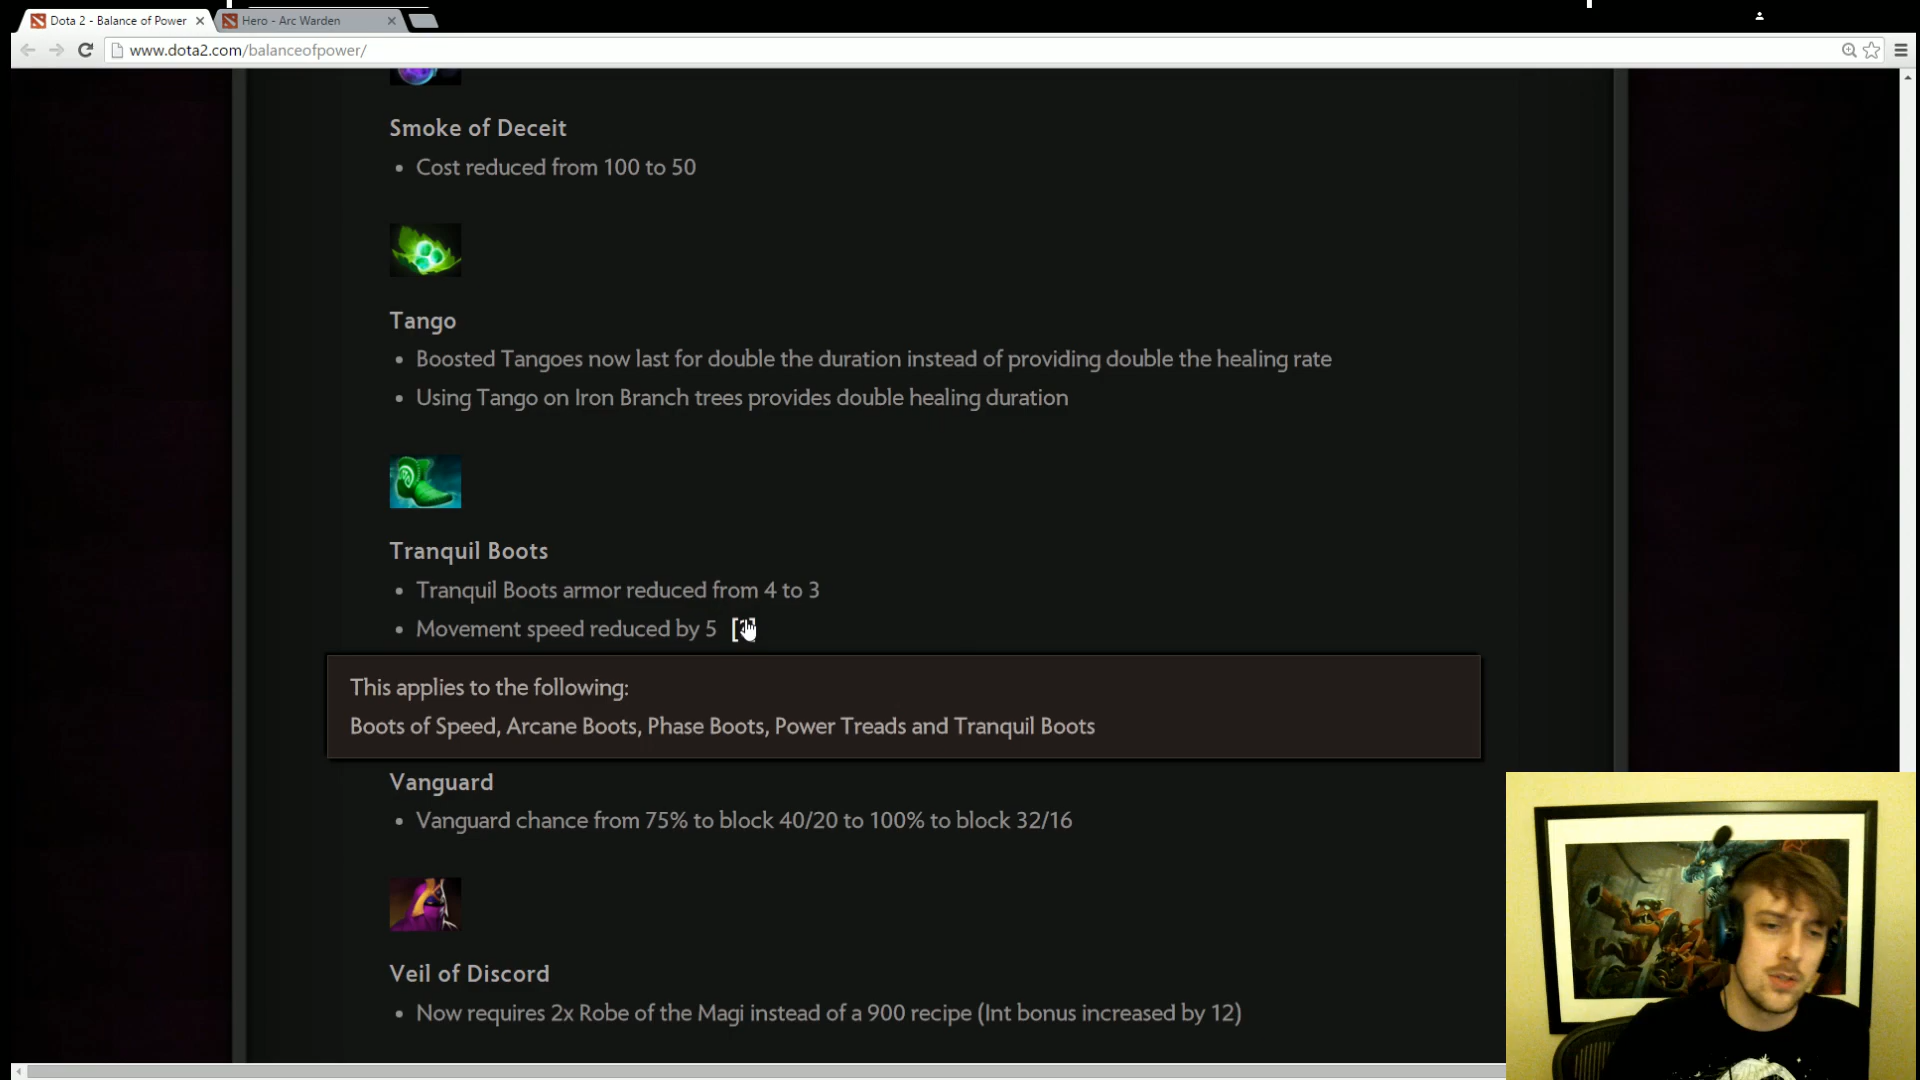 Dota 2 - Balance of Power
Hero - Arc Warden
www.dota2.com/balanceofpower/
Smoke of Deceit
• Cost reduced from 100 to 50
Tango
• Boosted Tangoes now last for double the duration instead of providing double the healing rate
• Using Tango on Iron Branch trees provides double healing duration
Tranquil Boots
• Tranquil Boots armor reduced from 4 to 3
• Movement speed reduced by 5
This applies to the following:
Boots of Speed, Arcane Boots, Phase Boots, Power Treads and Tranquil Boots
Vanguard
• Vanguard chance from 75% to block 40/20 to 100% to block 32/16
Veil of Discord
• Now requires 2x Robe of the Magi instead of a 900 recipe (Int bonus increased by 12)